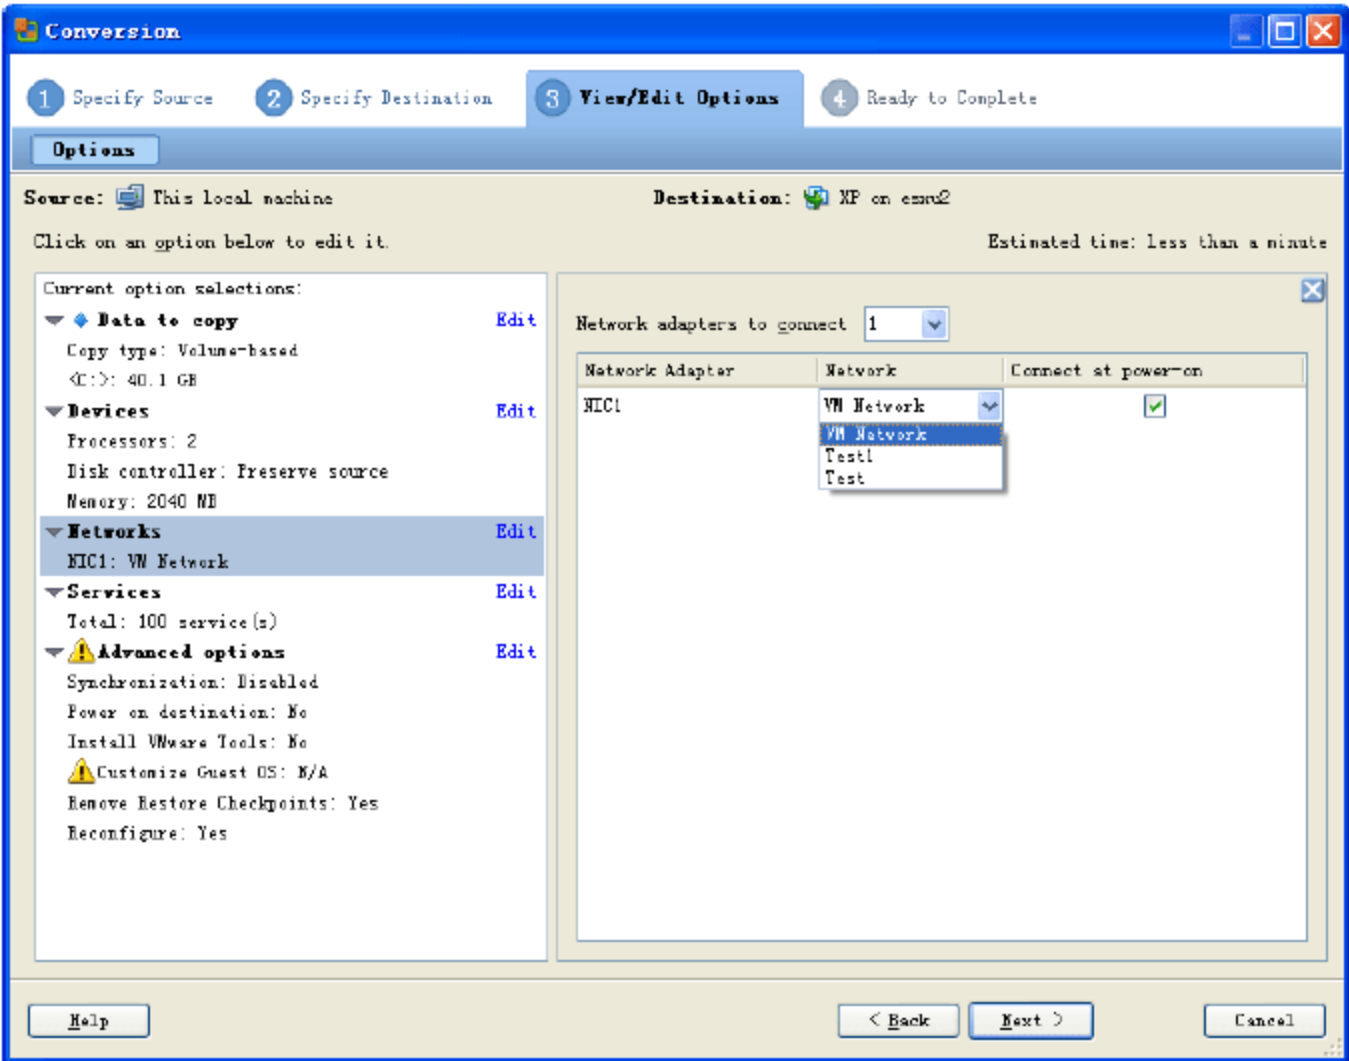 Conversion
1 Specify Source 2 Specify Destination 3 View/Edit Options 4 Ready to Complete
Options
Source: This local machine Destination: XP on esxu2
Click on an option below to edit it. Estimated time: less than a minute
Current option selections:
Data to copy Edit
Copy type: Volume-based
<C:>: 40.1 GB
Devices Edit
Processors: 2
Disk controller: Preserve source
Memory: 2040 MB
Networks Edit
NIC1: VM Network
Services Edit
Total: 100 service(s)
Advanced options Edit
Synchronization: Disabled
Power on destination: No
Install VMware Tools: No
Customize Guest OS: N/A
Remove Restore Checkpoints: Yes
Reconfigure: Yes
Network adapters to connect 1
Network Adapter Network Connect at power-on
NIC1 VM Network
VM Network
Test1
Test
Help < Back Next > Cancel